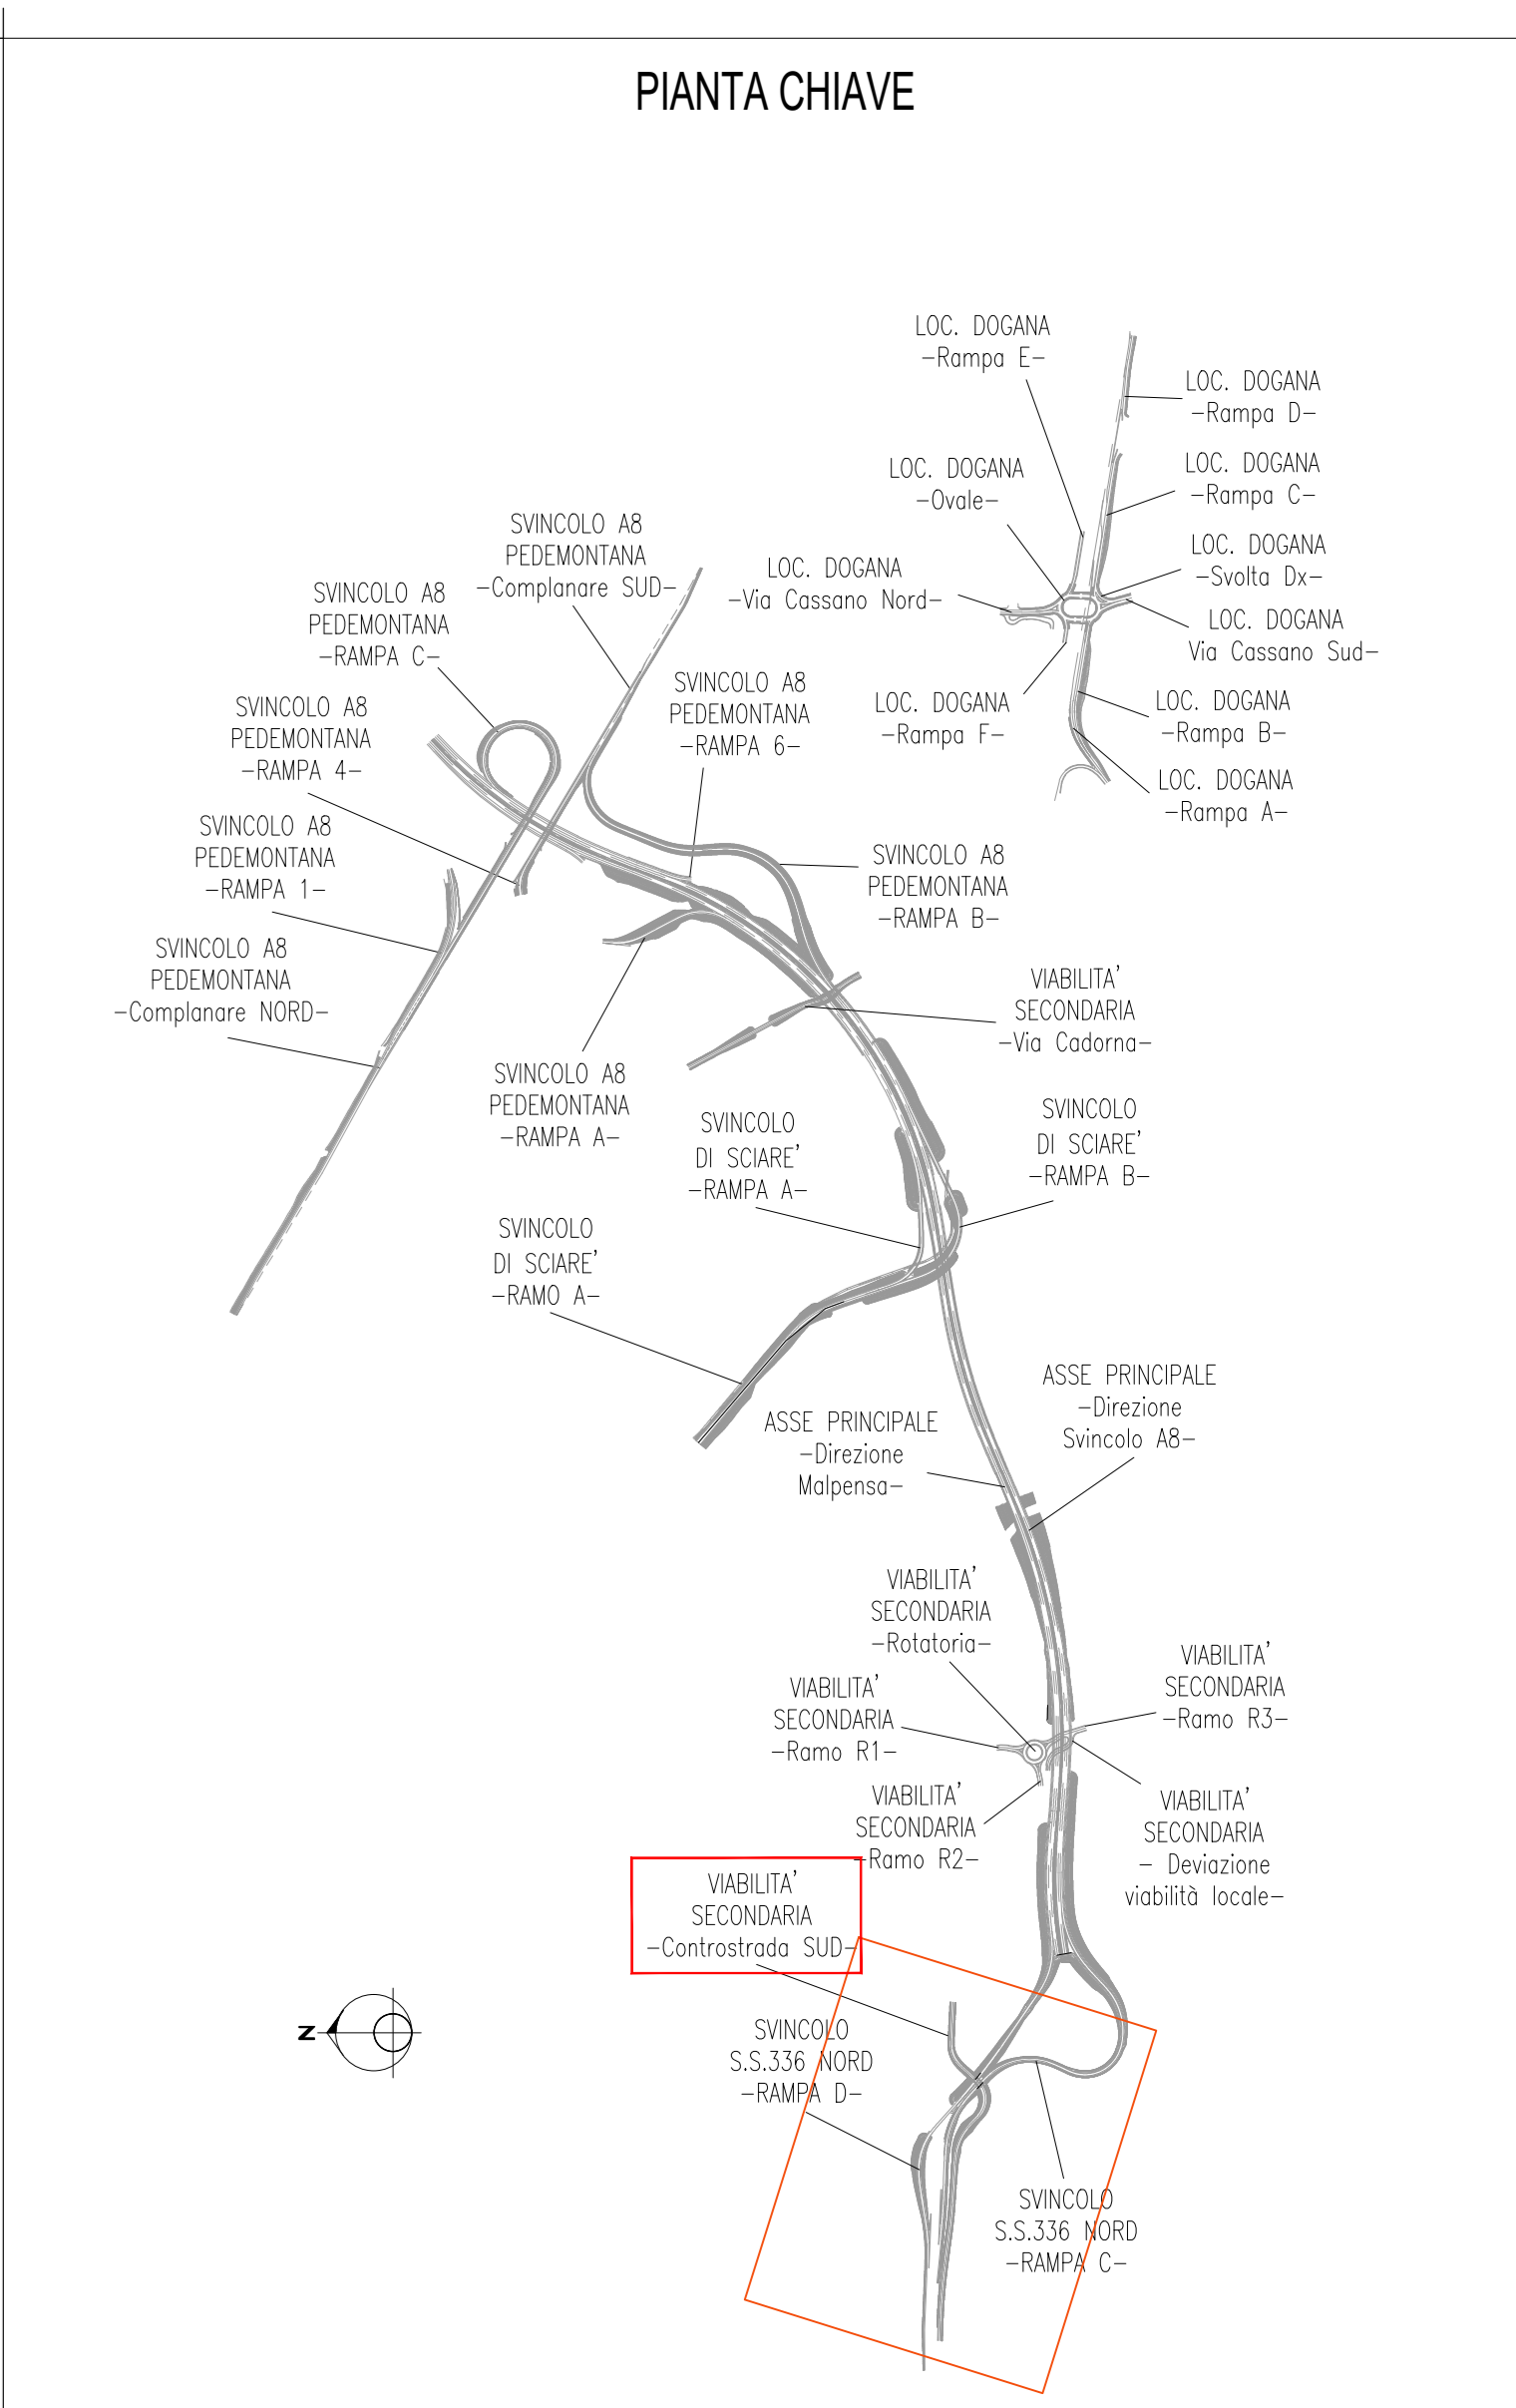 PIANTA CHIAVE
LOC. DOGANA
-Rampa E-
LOC. DOGANA
-Rampa D-
LOC. DOGANA
-Ovale-
LOC. DOGANA
-Rampa C-
SVINCOLO A8
PEDEMONTANA
-Complanare SUD-
LOC. DOGANA
-Svolta Dx-
LOC. DOGANA
-Via Cassano Nord-
SVINCOLO A8
PEDEMONTANA
-RAMPA C-
LOC. DOGANA
Via Cassano Sud-
SVINCOLO A8
PEDEMONTANA
-RAMPA 6-
SVINCOLO A8
PEDEMONTANA
-RAMPA 4-
LOC. DOGANA
-Rampa F-
LOC. DOGANA
-Rampa B-
LOC. DOGANA
-Rampa A-
SVINCOLO A8
PEDEMONTANA
-RAMPA 1-
SVINCOLO A8
PEDEMONTANA
-RAMPA B-
SVINCOLO A8
PEDEMONTANA
-Complanare NORD-
VIABILITA'
SECONDARIA
-Via Cadorna-
SVINCOLO A8
PEDEMONTANA
-RAMPA A-
SVINCOLO
DI SCIARE'
-RAMPA A-
SVINCOLO
DI SCIARE'
-RAMPA B-
SVINCOLO
DI SCIARE'
-RAMO A-
ASSE PRINCIPALE
-Direzione
Svincolo A8-
ASSE PRINCIPALE
-Direzione
Malpensa-
VIABILITA'
SECONDARIA
-Rotatoria-
VIABILITA'
SECONDARIA
-Ramo R3-
VIABILITA'
SECONDARIA
-Ramo R1-
VIABILITA'
SECONDARIA
-Ramo R2-
VIABILITA'
SECONDARIA
- Deviazione
viabilità locale-
VIABILITA'
SECONDARIA
-Controstrada SUD-
N
SVINCOLO
S.S.336 NORD
-RAMPA D-
SVINCOLO
S.S.336 NORD
-RAMPA C-